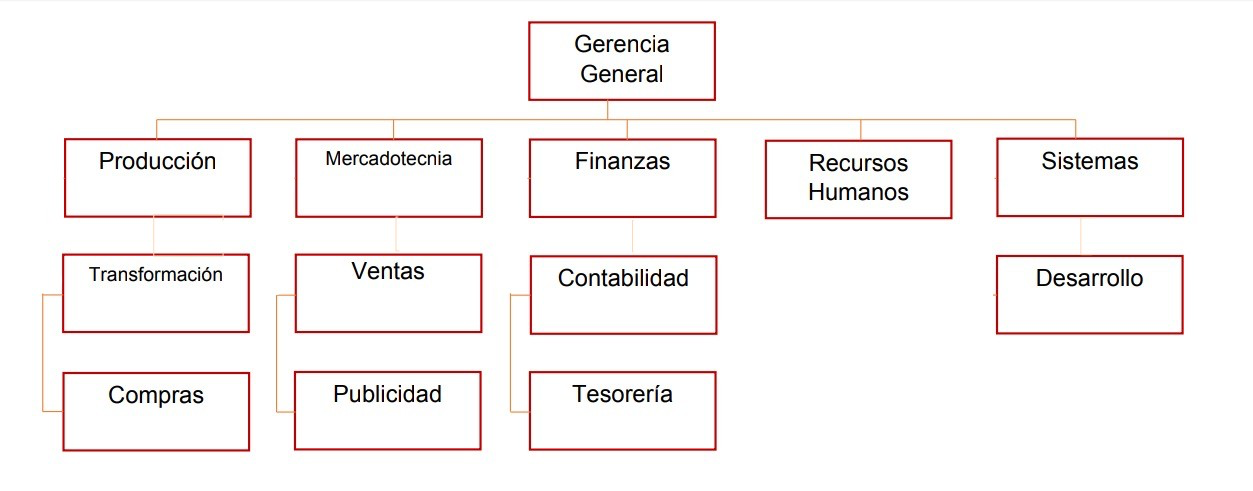 Gerencia
General
Producción
Mercadotecnia
Finanzas
Recursos
Humanos
Sistemas
Transformación
Ventas
Contabilidad
Desarrollo
Compras
Publicidad
Tesorería